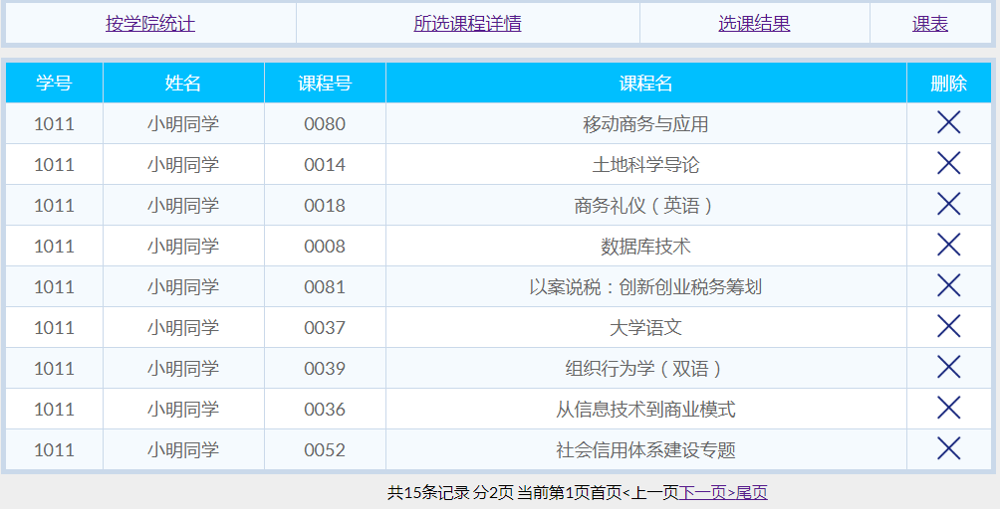 按学院统计 所选课程详情 选课结果 课表
学号 姓名 课程号 课程名 删除
1011 小明同学 0080 移动商务与应用
1011 小明同学 0014 土地科学导论
1011 小明同学 0018 商务礼仪（英语）
1011 小明同学 0008 数据库技术
1011 小明同学 0081 以案说税：创新创业税务筹划
1011 小明同学 0037 大学语文
1011 小明同学 0039 组织行为学（双语）
1011 小明同学 0036 从信息技术到商业模式
1011 小明同学 0052 社会信用体系建设专题
共15条记录 分2页 当前第1页首页<上一页下一页>尾页